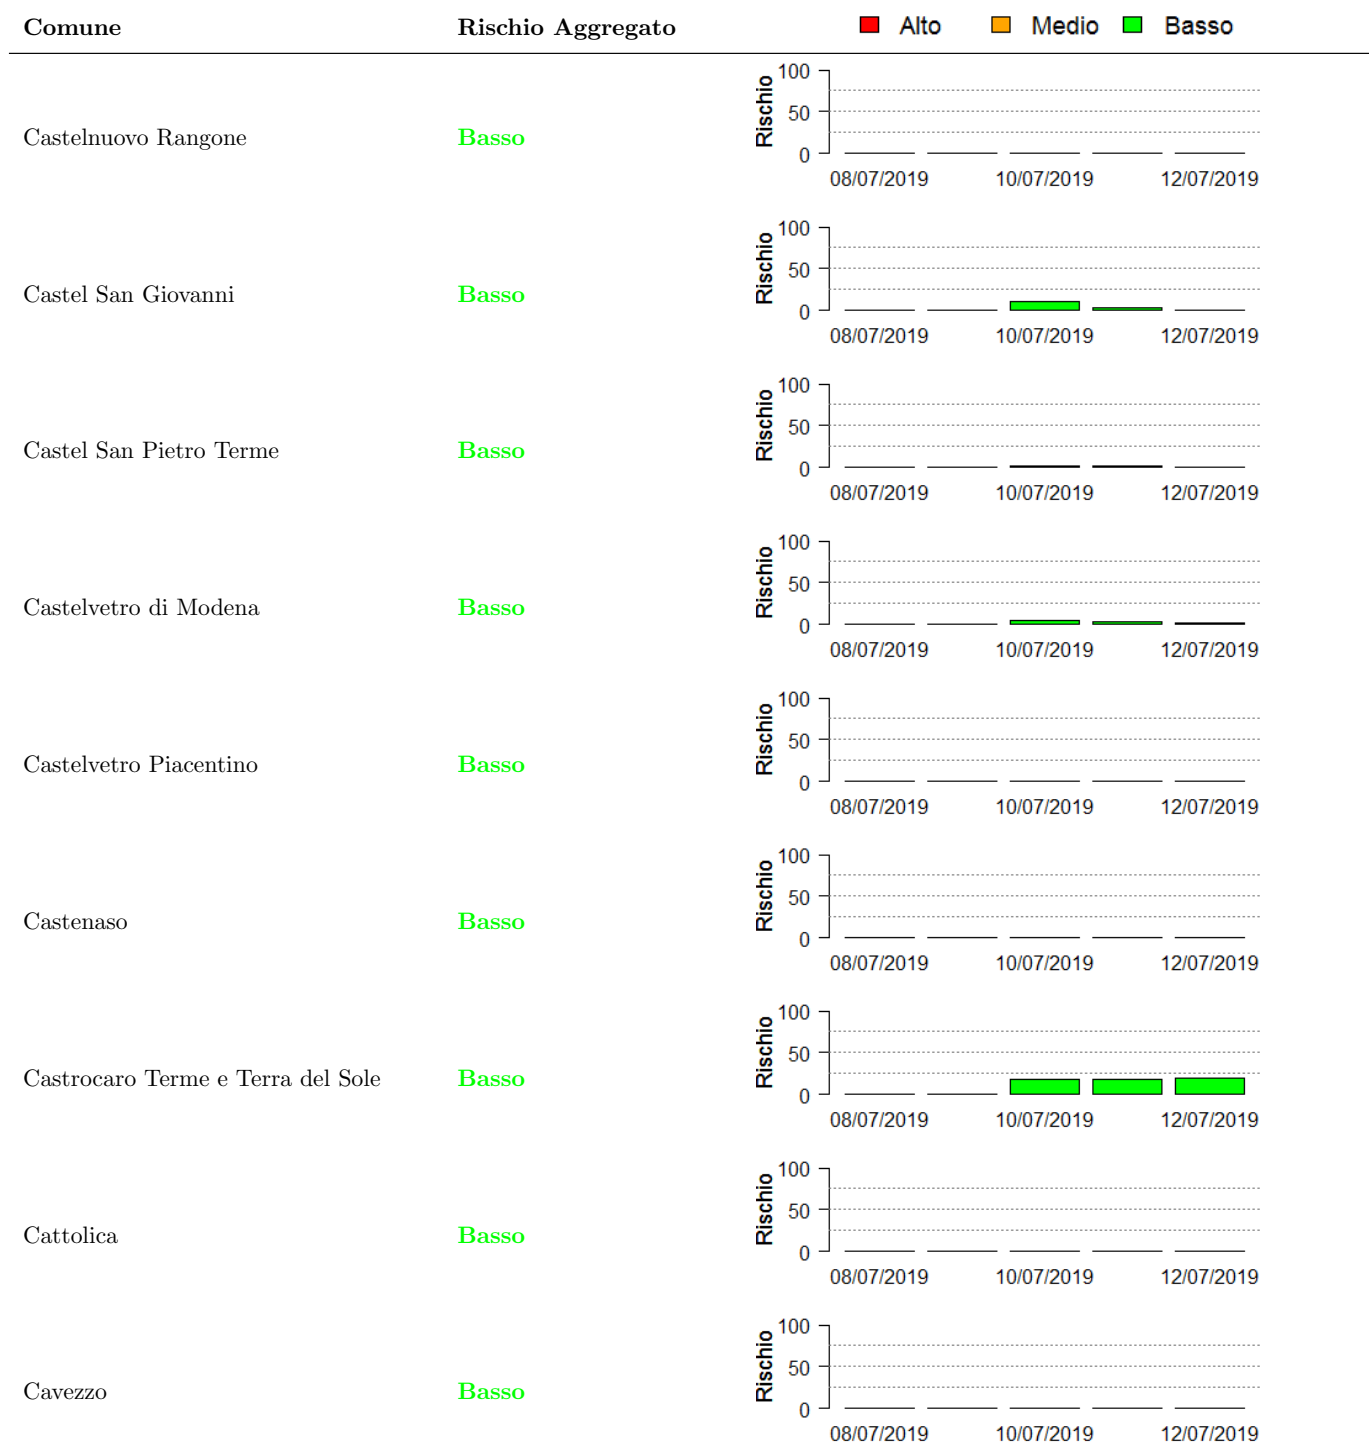 Comune Rischio Aggregato Alto Medio Basso
100
50
0
Rischio
Castelnuovo Rangone Basso
08/07/2019 10/07/2019 12/07/2019
100
50
0
Rischio
Castel San Giovanni Basso
08/07/2019 10/07/2019 12/07/2019
100
50
0
Rischio
Castel San Pietro Terme Basso
08/07/2019 10/07/2019 12/07/2019
100
50
0
Rischio
Castelvetro di Modena Basso
08/07/2019 10/07/2019 12/07/2019
100
50
0
Rischio
Castelvetro Piacentino Basso
08/07/2019 10/07/2019 12/07/2019
100
50
0
Rischio
Castenaso Basso
08/07/2019 10/07/2019 12/07/2019
100
50
0
Rischio
Castrocaro Terme e Terra del Sole Basso
08/07/2019 10/07/2019 12/07/2019
100
50
0
Rischio
Cattolica Basso
08/07/2019 10/07/2019 12/07/2019
100
50
0
Rischio
Cavezzo Basso
08/07/2019 10/07/2019 12/07/2019